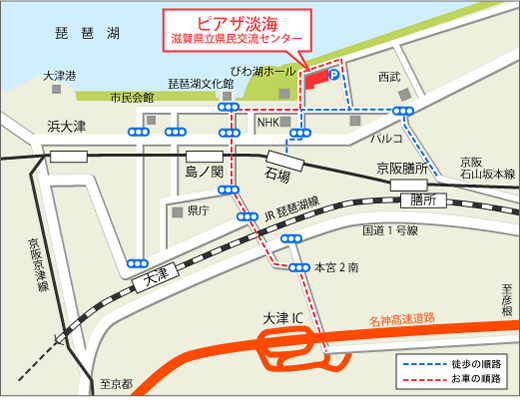 ピアザ淡海
滋賀県立県民交流センター
琵琶湖
大津港
びわ湖ホール
琵琶湖文化館
市民会館
西武
P
浜大津
NHK
パルコ
島ノ関
石場
京阪膳所
京阪
石山坂本線
県庁
JR琵琶湖線
膳所
国道1号線
京阪京津線
大津
本宮2南
至彦根
大津IC
名神高速道路
至京都
徒歩の順路
お車の順路